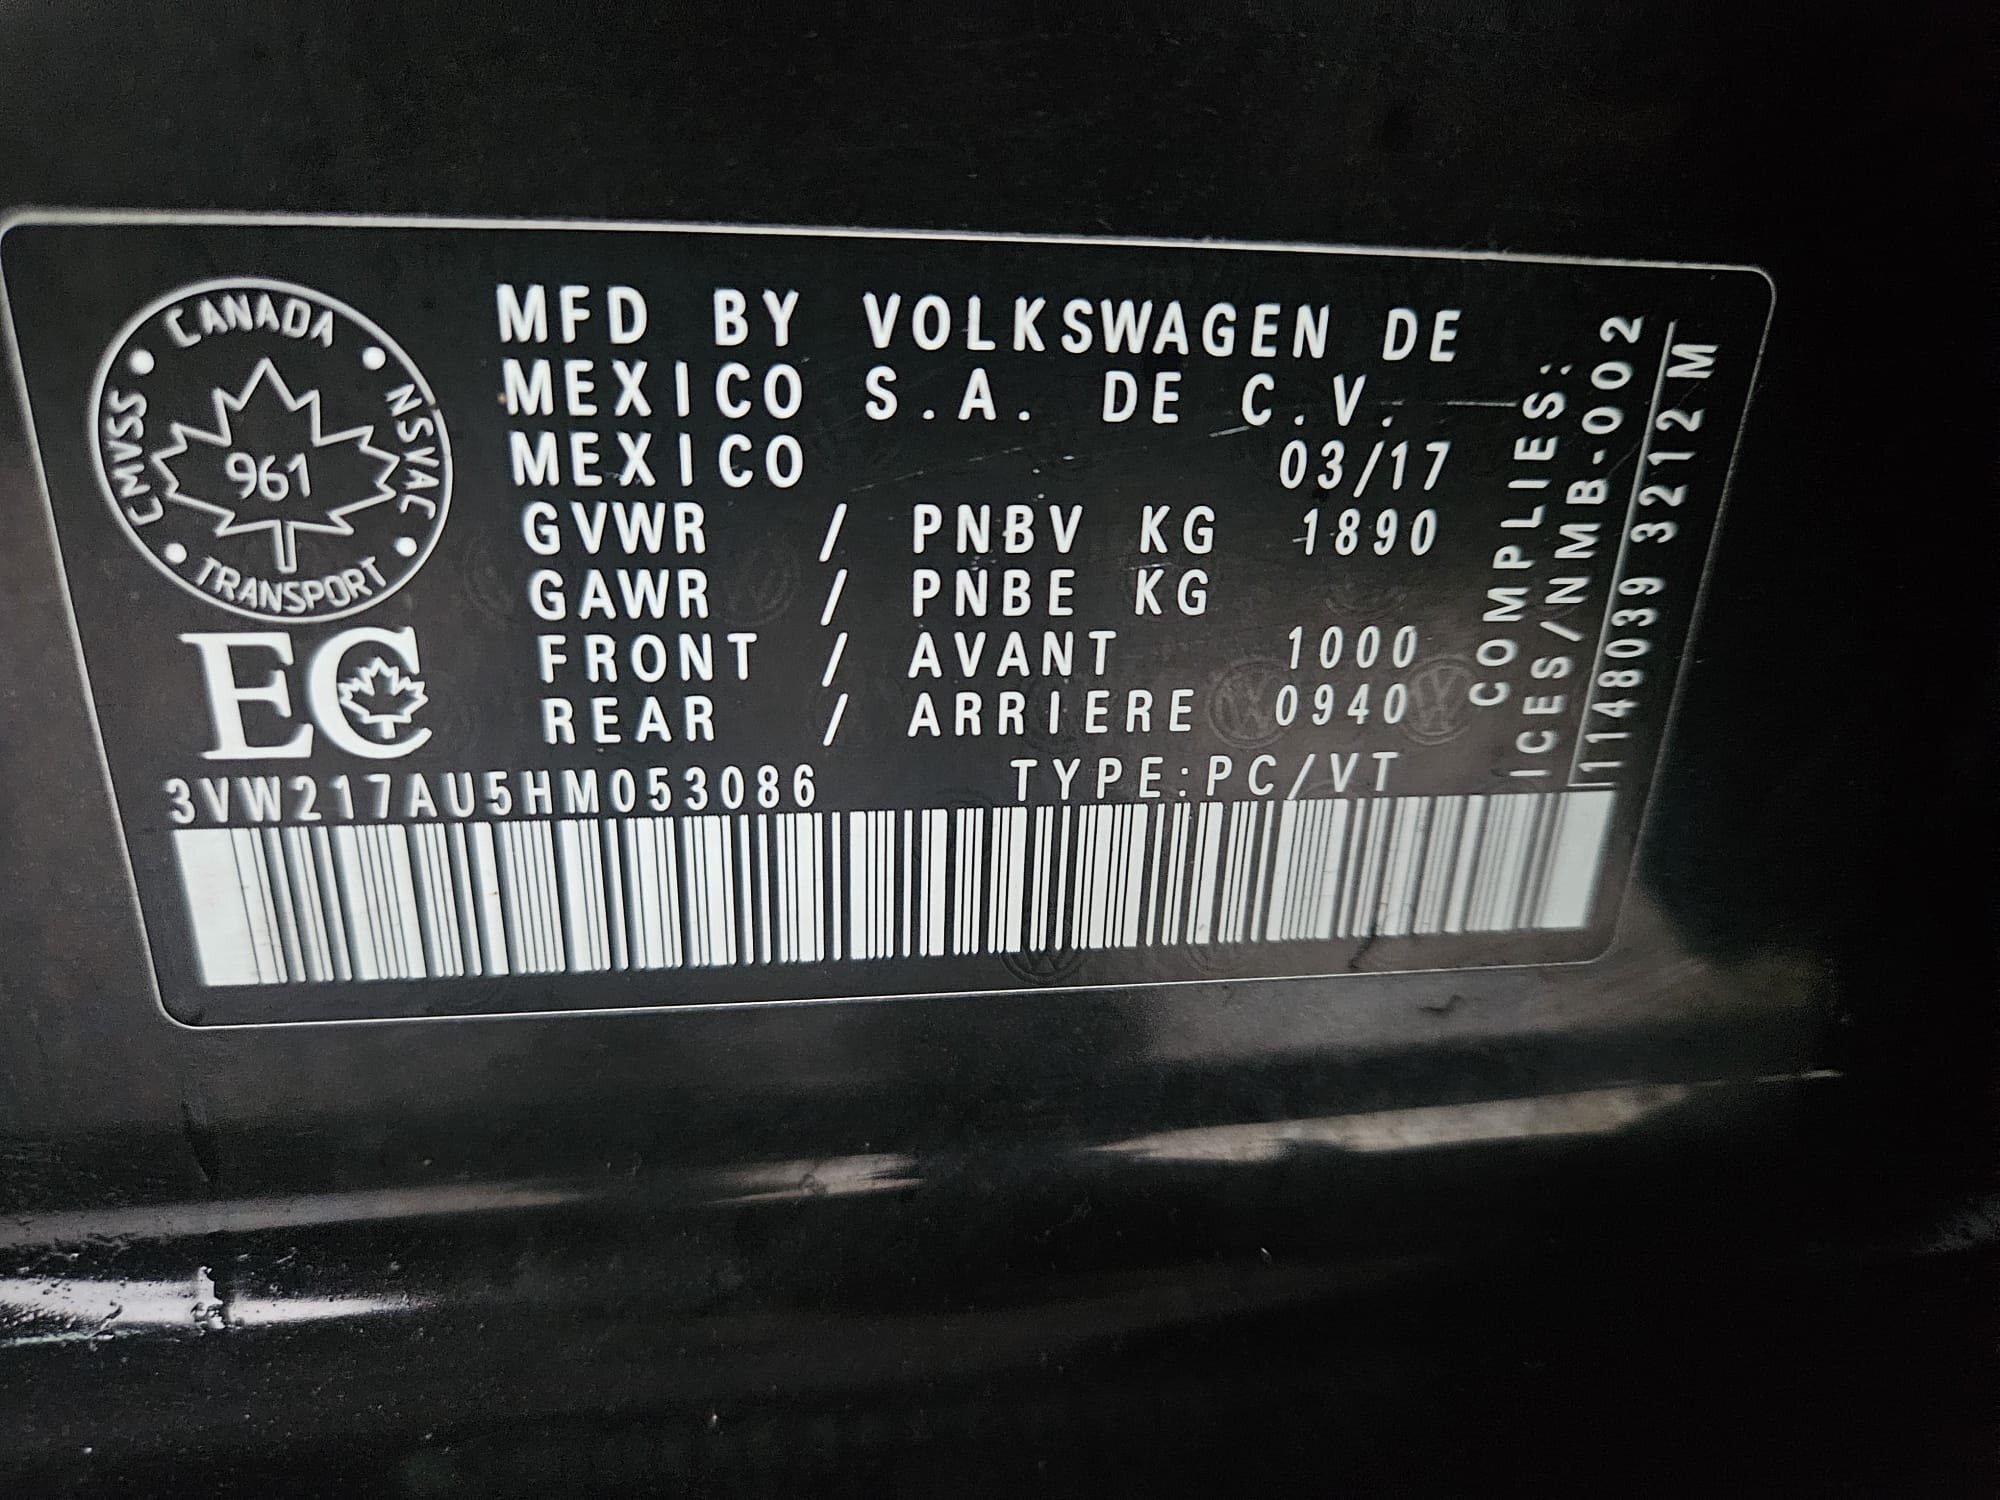 CANADA
CMVSS
NSVAC
961
TRANSPORT
EC
MFD BY VOLKSWAGEN DE
MEXICO S.A. DE C.V.
MEXICO 03/17
GVWR / PNBV KG 1890
GAWR / PNBE KG
FRONT / AVANT 1000
REAR / ARRIERE 0940
3VW217AU5HM053086 TYPE:PC/VT
COMPLIES:
ICES/NMB-002
1148039 3212M